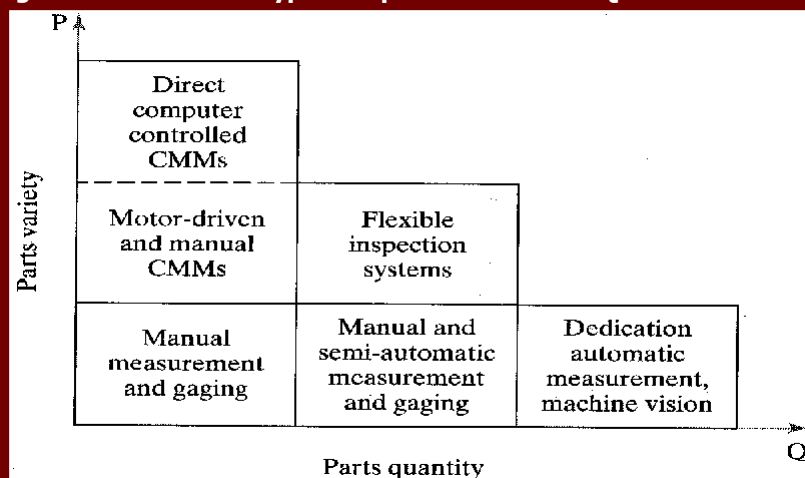 P
Direct
computer
controlled
CMMs
Motor-driven
and manual
CMMs
Flexible
inspection
systems
Manual
measurement
and gaging
Manual and
semi-automatic
measurement
and gaging
Dedication
automatic
measurement,
machine vision
Parts variety
Q
Parts quantity